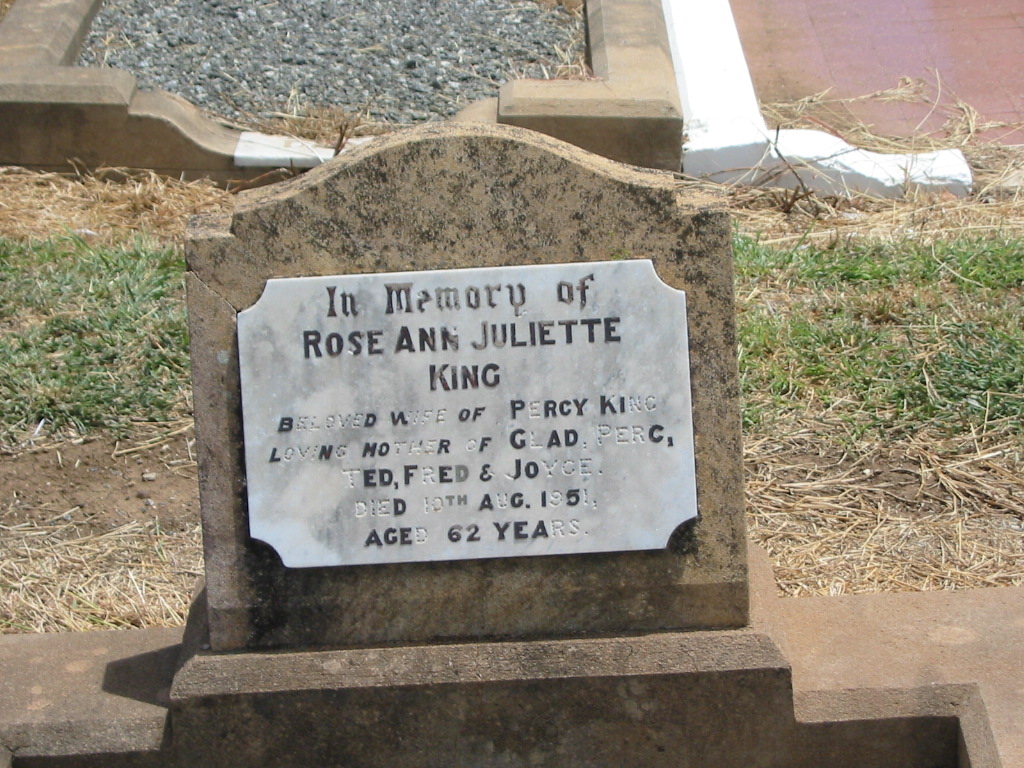 In Memory of
ROSE ANN JULIETTE
KING
BELOVED WIFE OF PERCY KING
LOVING MOTHER OF GLAD, PERC,
TED, FRED & JOYCE.
DIED 10TH AUG. 1951,
AGED 62 YEARS.